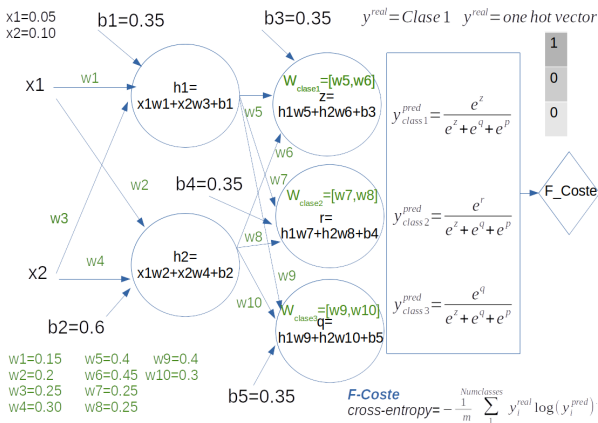 x1=0.05
x2=0.10
b1=0.35
b3=0.35
y^real=Clase 1 y^real=one hot vector
1
0
0
x1
w1
h1=
x1w1+x2w3+b1
w5
W_clase1=[w5,w6]
z=
h1w5+h2w6+b3
y^pred_class1 = e^z / (e^z+e^q+e^p)
w6
w2
b4=0.35
w7
W_clase2=[w7,w8]
r=
h1w7+h2w8+b4
y^pred_class2 = e^r / (e^z+e^q+e^p)
F_Coste
w3
w8
x2
w4
h2=
x1w2+x2w4+b2
w9
w10
W_clase3=[w9,w10]
q=
h1w9+h2w10+b5
y^pred_class3 = e^q / (e^z+e^q+e^p)
b2=0.6
w1=0.15 w5=0.4 w9=0.4
w2=0.2 w6=0.45 w10=0.3
w3=0.25 w7=0.25
w4=0.30 w8=0.25
b5=0.35
F-Coste
cross-entropy= − 1/m ∑_1^Numclasses y_i^real log(y_i^pred)